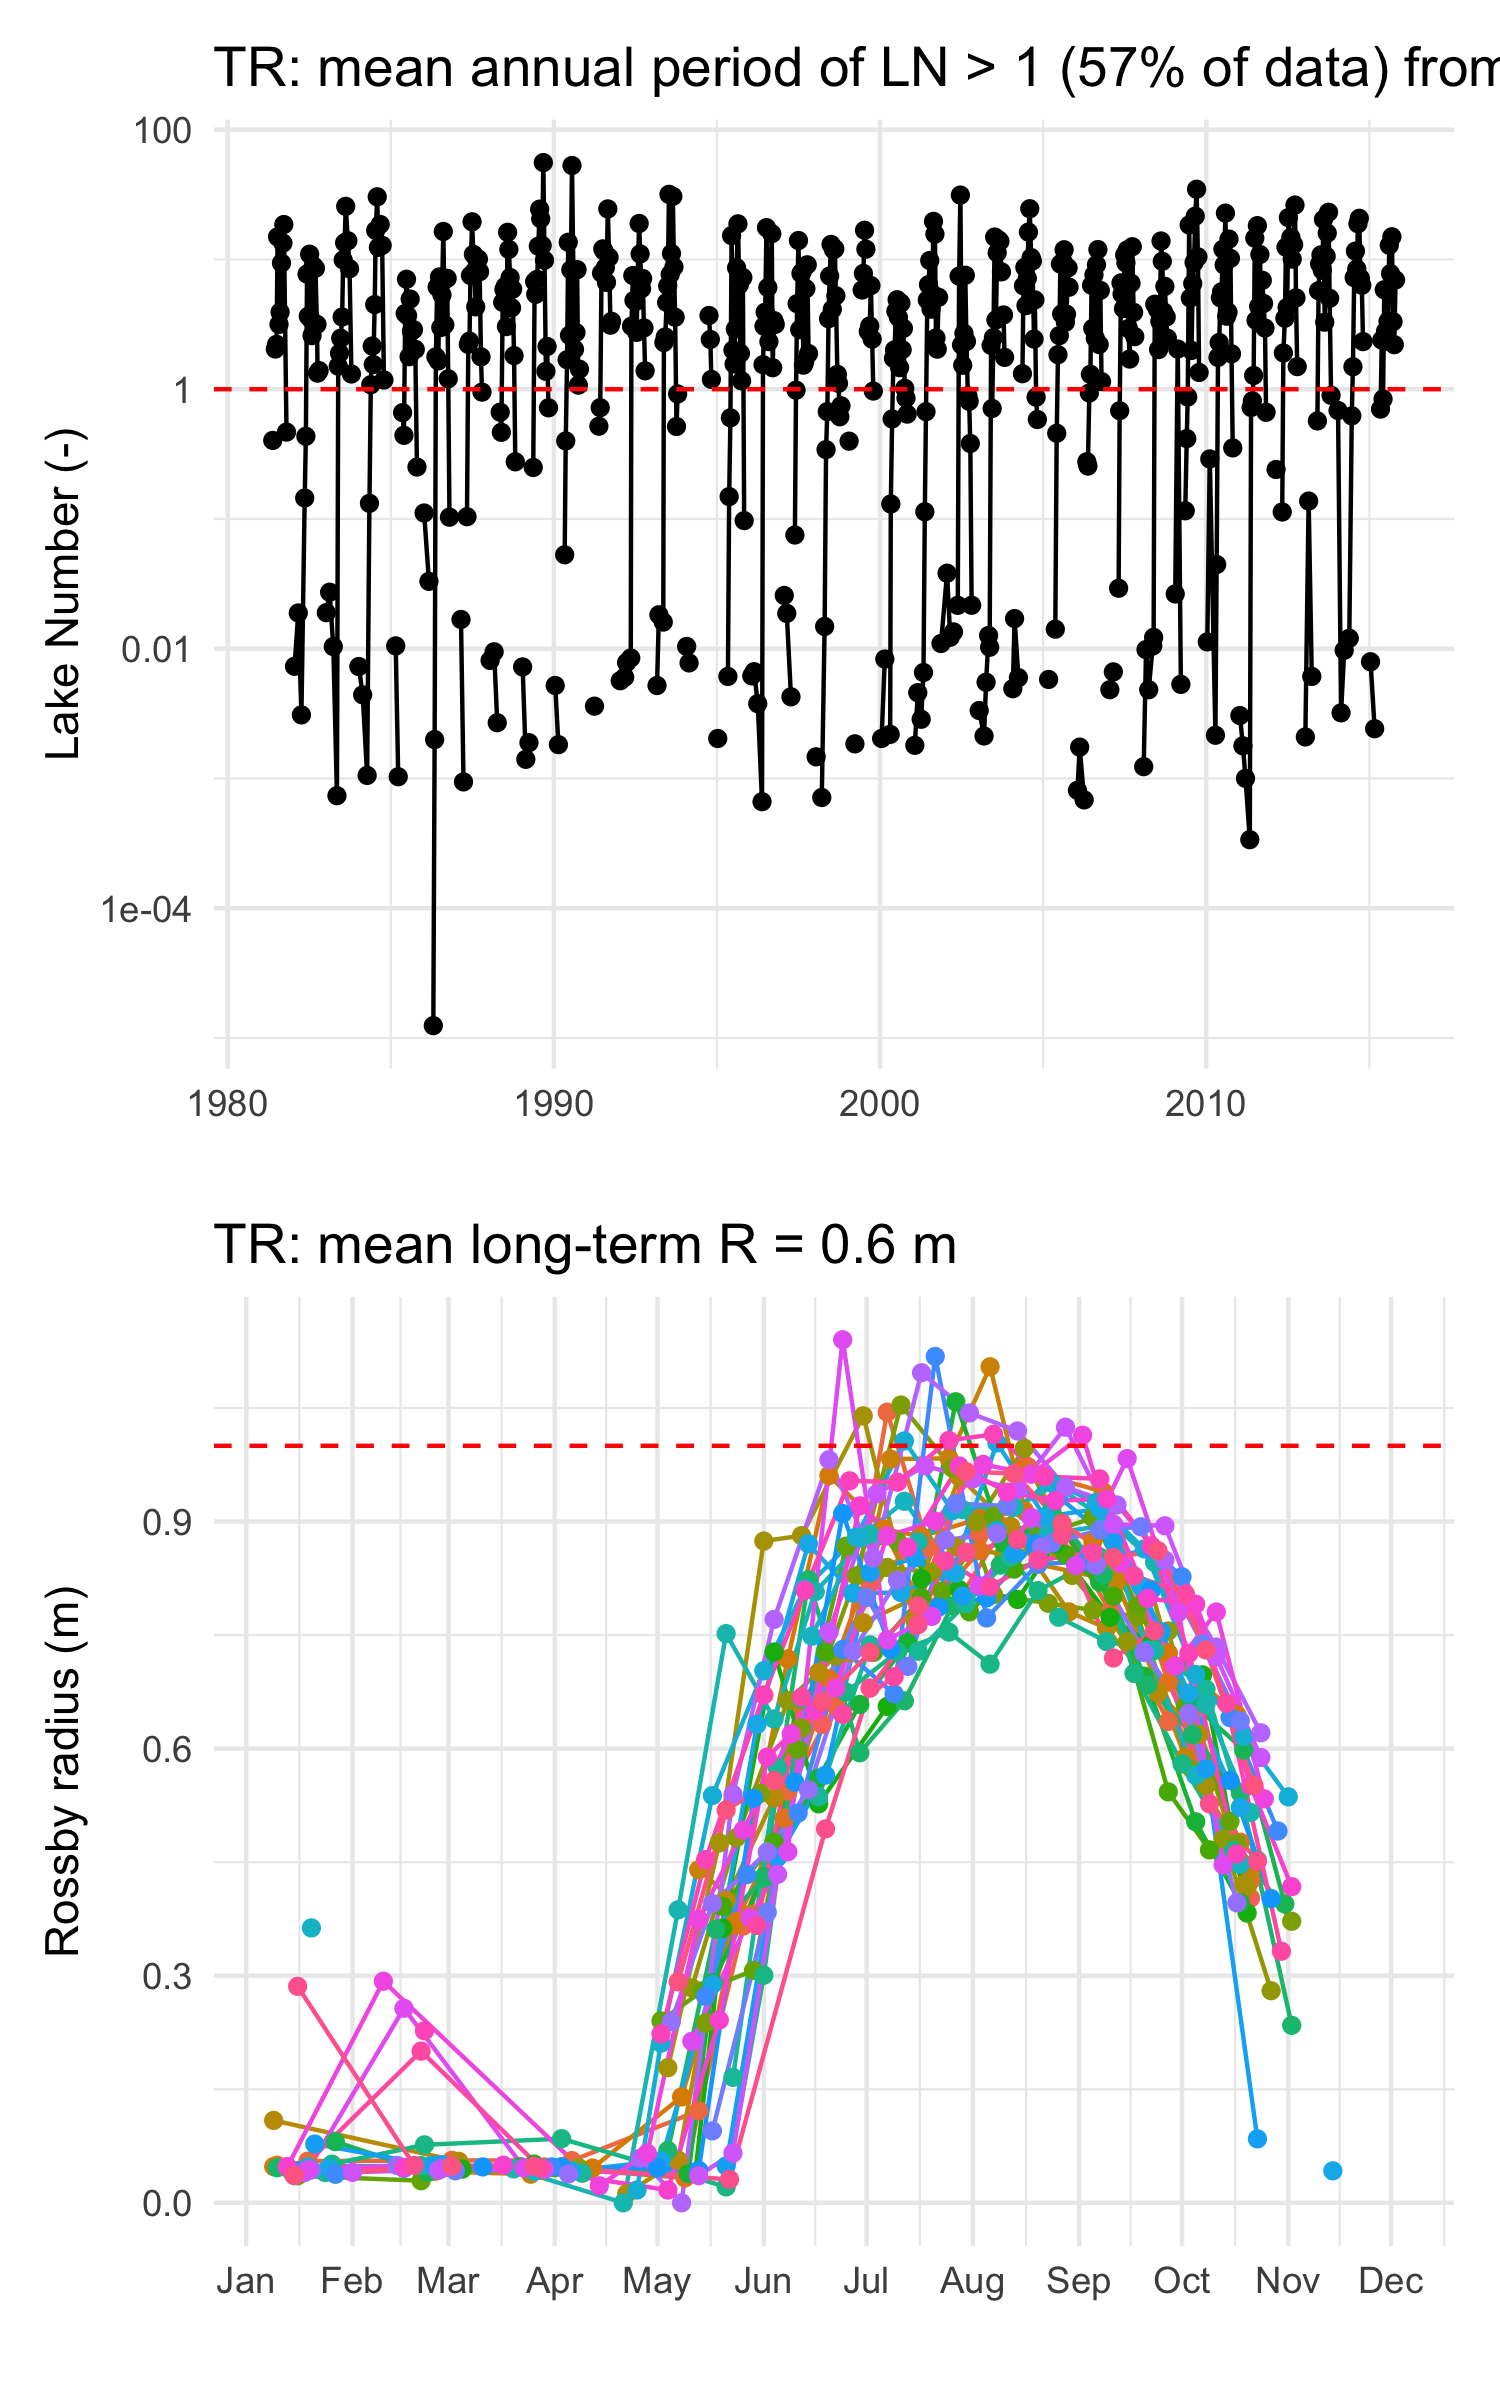 TR: mean annual period of LN > 1 (57% of data) from
100
1
0.01
1e-04
Lake Number (-)
1980 1990 2000 2010
TR: mean long-term R = 0.6 m
0.9
0.6
0.3
0.0
Rossby radius (m)
Jan Feb Mar Apr May Jun Jul Aug Sep Oct Nov Dec